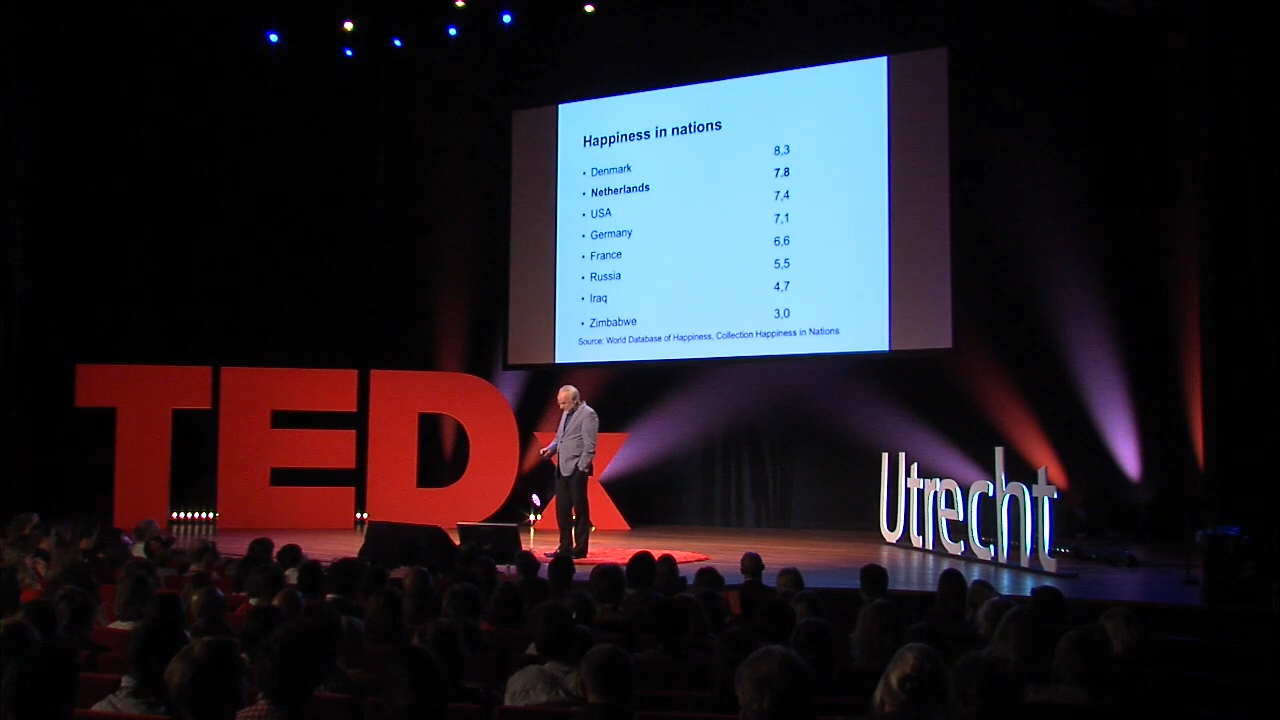 Happiness in nations
• Denmark 8,3
• Netherlands 7.8
• USA 7,4
• Germany 7,1
• France 6,6
• Russia 5,5
• Iraq 4,7
• Zimbabwe 3,0
Source: World Database of Happiness, Collection Happiness in Nations
TEDx
Utrecht